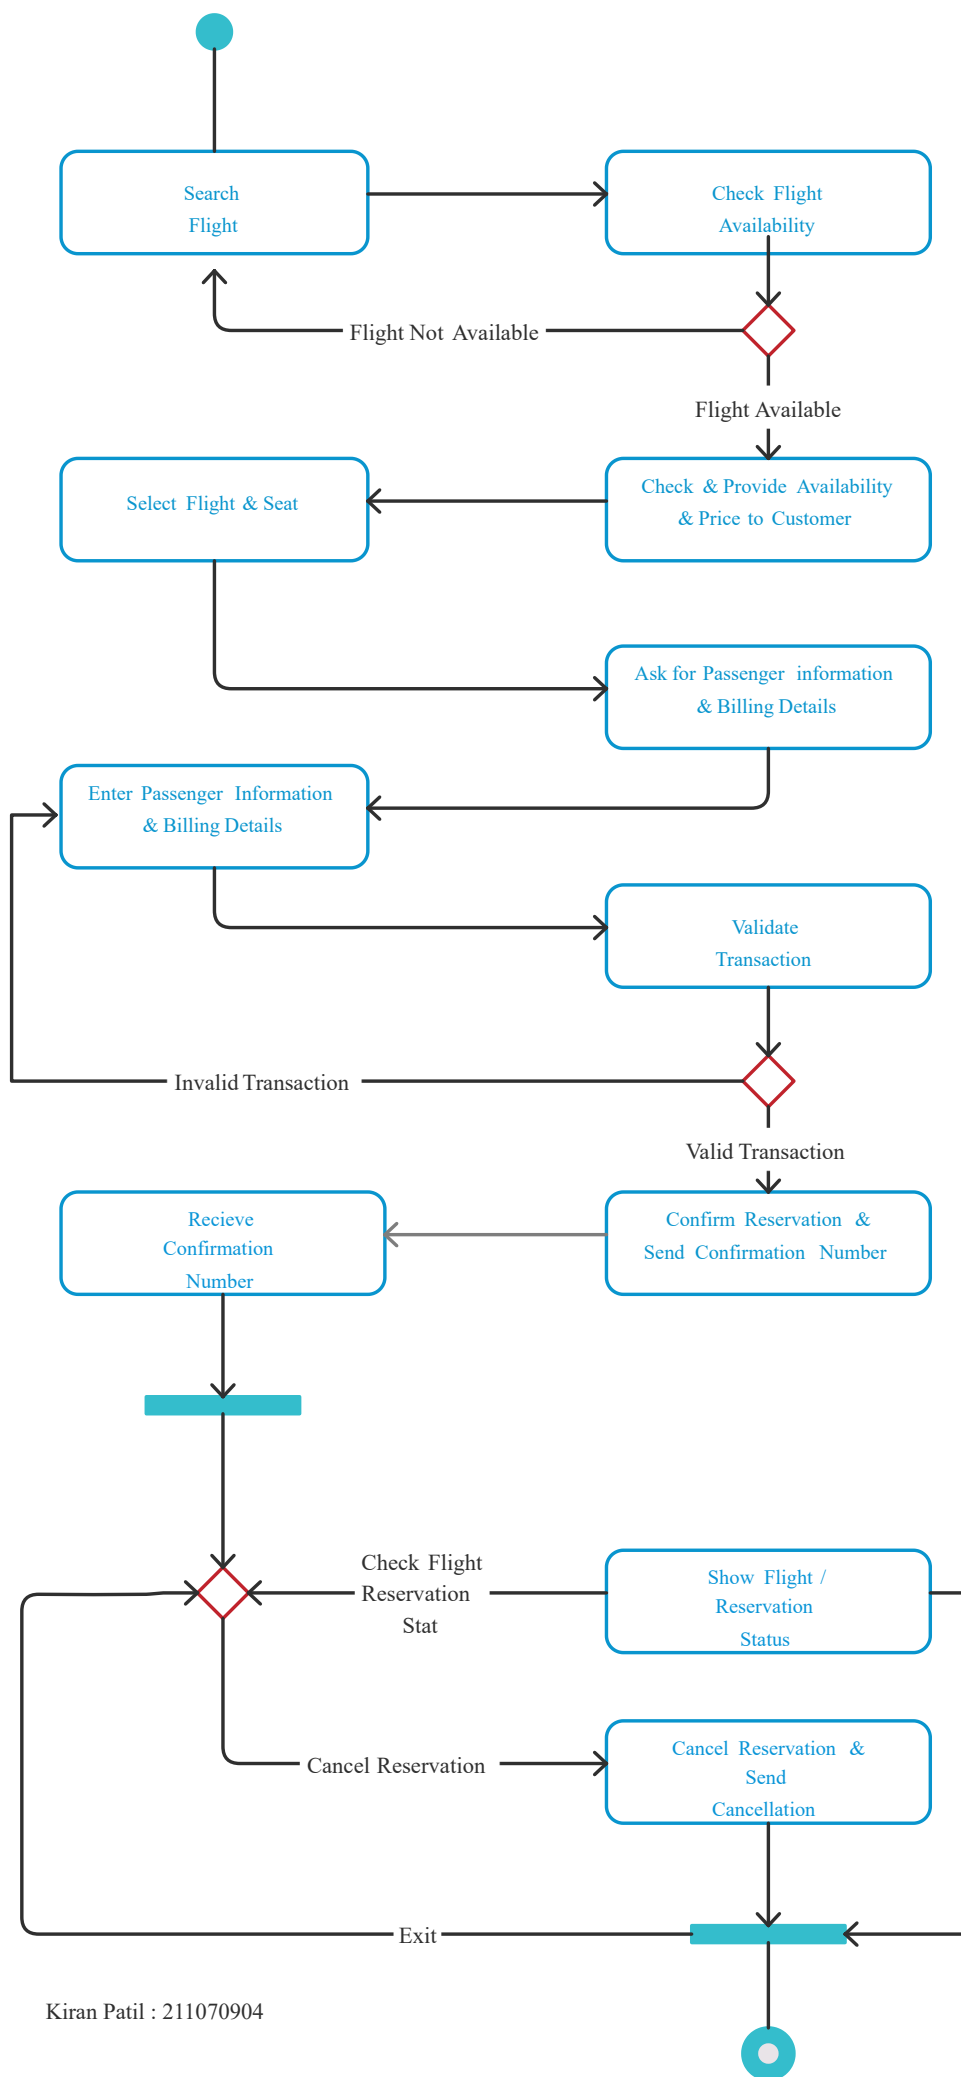 Search
Flight
Check Flight
Availability
Flight Not Available
Flight Available
Select Flight & Seat
Check & Provide Availability
& Price to Customer
Ask for Passenger information
& Billing Details
Enter Passenger Information
& Billing Details
Validate
Transaction
Invalid Transaction
Valid Transaction
Recieve
Confirmation
Number
Confirm Reservation &
Send Confirmation Number
Check Flight
Reservation
Stat
Show Flight /
Reservation
Status
Cancel Reservation
Cancel Reservation &
Send
Cancellation
Exit
Kiran Patil : 211070904